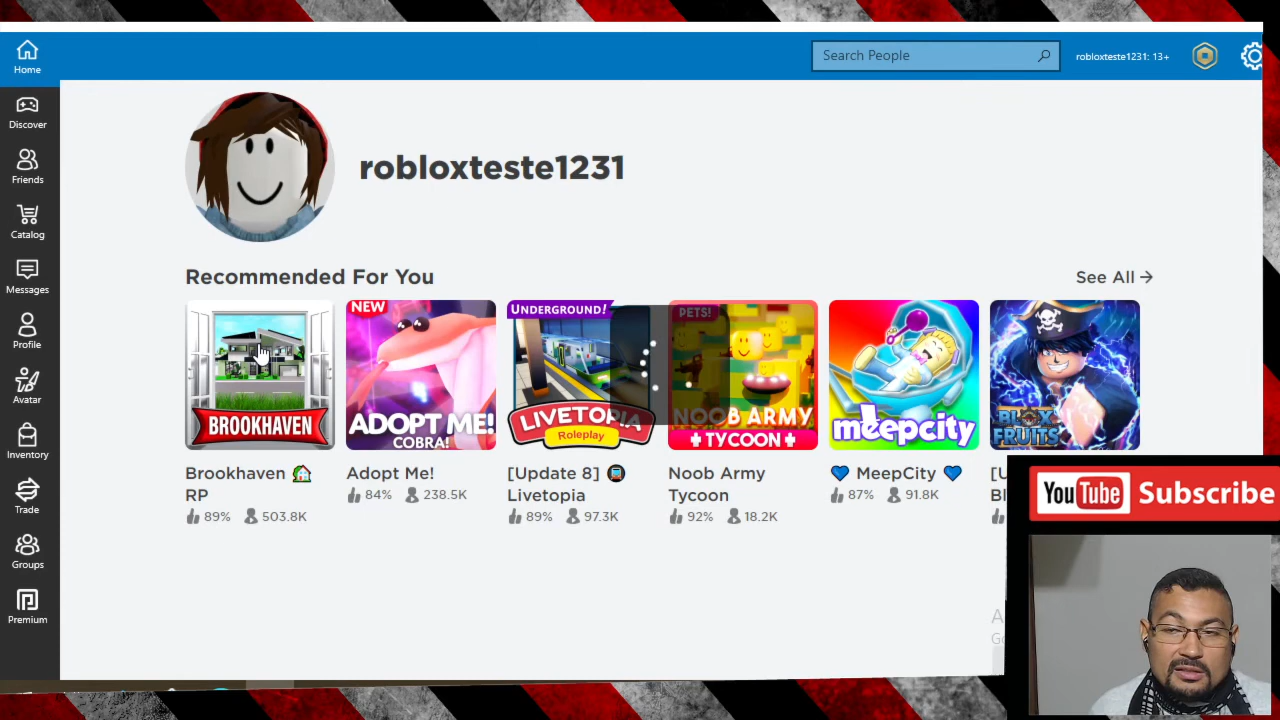 Home
Search People
robloxteste1231: 13+
Discover
Friends
Catalog
Messages
Profile
Avatar
Inventory
Trade
Groups
Premium
robloxteste1231
Recommended For You
See All
BROOKHAVEN
NEW
ADOPT ME!
COBRA!
UNDERGROUND!
LIVETOPIA
Roleplay
PETS!
NOOB ARMY
TYCOON
meepcity
BLOX
FRUITS
Brookhaven
RP
89% 503.8K
Adopt Me!
84% 238.5K
[Update 8]
Livetopia
89% 97.3K
Noob Army
Tycoon
92% 18.2K
MeepCity
87% 91.8K
YouTube Subscribe